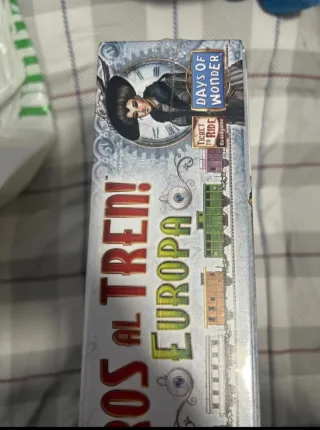 DAYS OF
WONDER
TICKET
TO RIDE
ROS AL TREN!
EUROPA